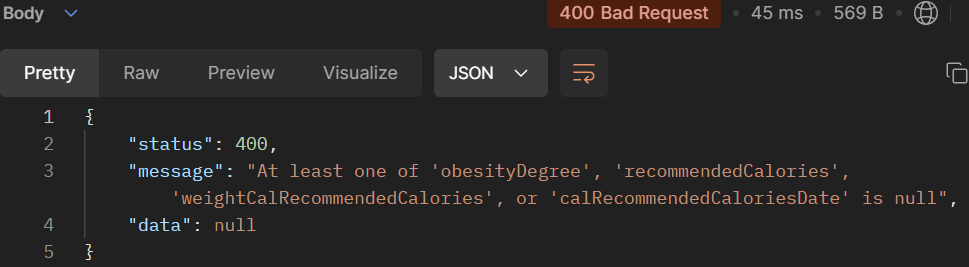 Body 400 Bad Request • 45 ms • 569 B •
Pretty Raw Preview Visualize JSON
1 {
2 "status": 400,
3 "message": "At least one of 'obesityDegree', 'recommendedCalories',
'weightCalRecommendedCalories', or 'calRecommendedCaloriesDate' is null",
4 "data": null
5 }